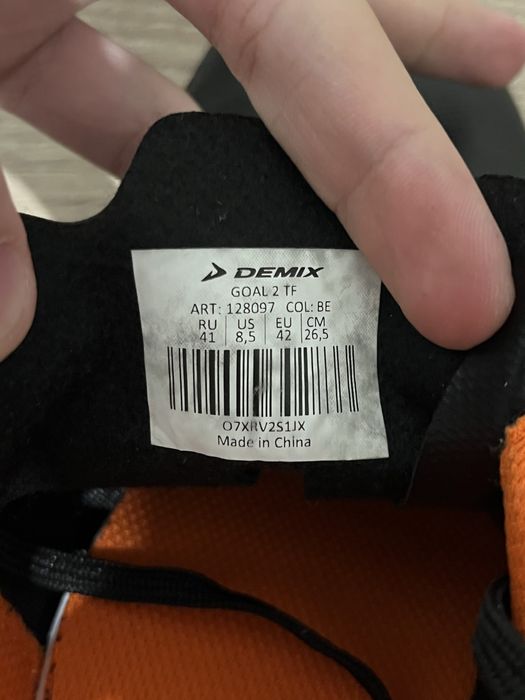 DEMIX
GOAL 2 TF
ART: 128097 COL: BE
RU US EU CM
41 8,5 42 26,5
O7XRV2S1JX
Made in China